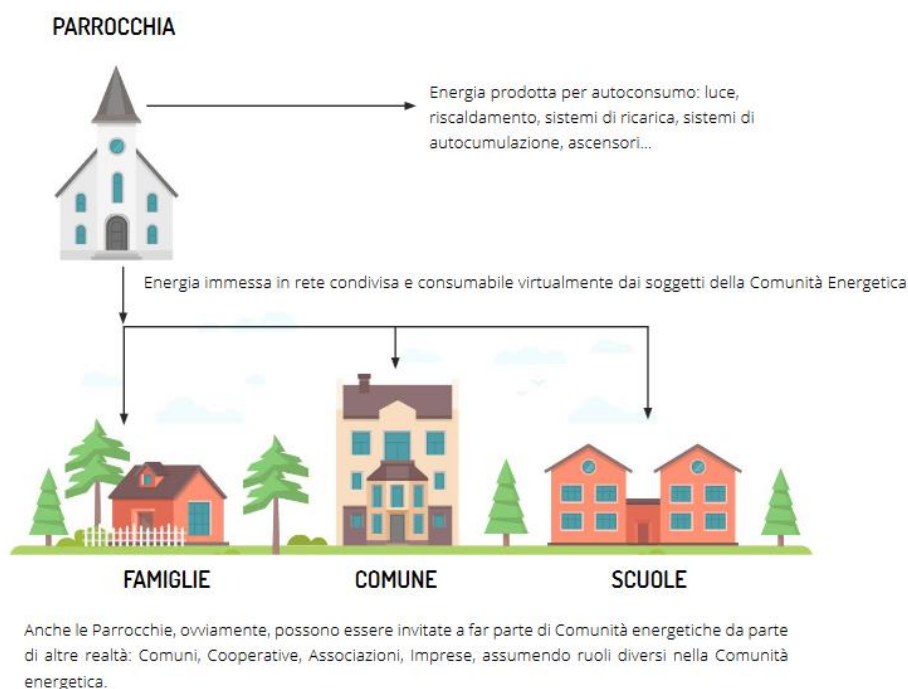 PARROCCHIA
Energia prodotta per autoconsumo: luce,
riscaldamento, sistemi di ricarica, sistemi di
autocumulazione, ascensori...
Energia immessa in rete condivisa e consumabile virtualmente dai soggetti della Comunità Energetica
FAMIGLIE
COMUNE
SCUOLE
Anche le Parrocchie, ovviamente, possono essere invitate a far parte di Comunità energetiche da parte
di altre realtà: Comuni, Cooperative, Associazioni, Imprese, assumendo ruoli diversi nella Comunità
energetica.